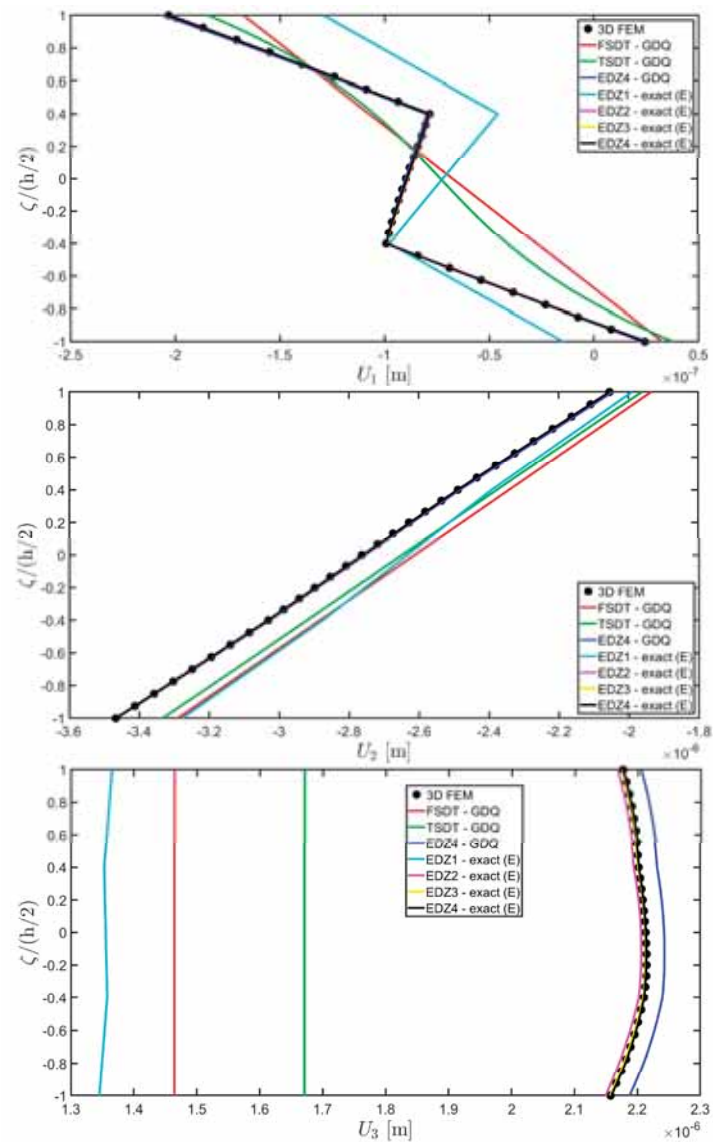 1
0.8
0.6
0.4
0.2
0
-0.2
-0.4
-0.6
-0.8
-1
ζ/(h/2)
3D FEM
FSDT - GDQ
TSDT - GDQ
EDZ4 - GDQ
EDZ1 - exact (E)
EDZ2 - exact (E)
EDZ3 - exact (E)
EDZ4 - exact (E)
-2.5 -2 -1.5 -1 -0.5 0 0.5
U₁ [m] ×10⁻⁷
1
0.8
0.6
0.4
0.2
0
-0.2
-0.4
-0.6
-0.8
-1
ζ/(h/2)
3D FEM
FSDT - GDQ
TSDT - GDQ
EDZ4 - GDQ
EDZ1 - exact (E)
EDZ2 - exact (E)
EDZ3 - exact (E)
EDZ4 - exact (E)
-3.6 -3.4 -3.2 -3 -2.8 -2.6 -2.4 -2.2 -2 -1.8
U₂ [m] ×10⁻⁶
1
0.8
0.6
0.4
0.2
0
-0.2
-0.4
-0.6
-0.8
-1
ζ/(h/2)
3D FEM
FSDT - GDQ
TSDT - GDQ
EDZ4 - GDQ
EDZ1 - exact (E)
EDZ2 - exact (E)
EDZ3 - exact (E)
EDZ4 - exact (E)
1.3 1.4 1.5 1.6 1.7 1.8 1.9 2 2.1 2.2 2.3
U₃ [m] ×10⁻⁶